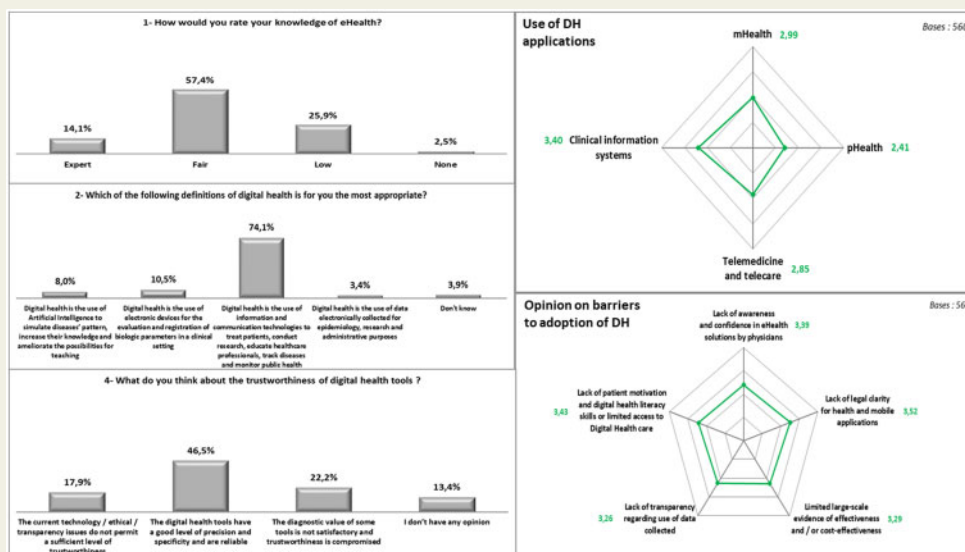 1- How would you rate your knowledge of eHealth?
57,4%
25,9%
14,1%
2,5%
Expert
Fair
Low
None
2- Which of the following definitions of digital health is for you the most appropriate?
74,1%
8,0%
10,5%
3,4%
3,9%
Digital health is the use of
Artificial Intelligence to
simulate diseases' pattern,
increase their knowledge and
ameliorate the possibilities for
teaching
Digital health is the use of
electronic devices for the
evaluation and registration of
biologic parameters in a clinical
setting
Digital health is the use of
information and
communication technologies to
treat patients, conduct
research, educate healthcare
professionals, track diseases
and monitor public health
Digital health is the use of data
electronically collected for
epidemiology, research and
administrative purposes
Don't know
4- What do you think about the trustworthiness of digital health tools ?
46,5%
17,9%
22,2%
13,4%
The current technology / ethical /
transparency issues do not permit
a sufficient level of
trustworthiness
The digital health tools have
a good level of precision and
specificity and are reliable
The diagnostic value of some
tools is not satisfactory and
trustworthiness is compromised
I don't have any opinion
Use of DH
applications
Bases : 560
mHealth 2,99
3,40 Clinical information
systems
pHealth 2,41
Telemedicine
and telecare 2,85
Opinion on barriers
to adoption of DH
Bases : 56
Lack of awareness
and confidence in eHealth 3,39
solutions by physicians
Lack of patient motivation
3,43 and digital health literacy
skills or limited access to
Digital Health care
Lack of legal clarity
for health and mobile 3,52
applications
Lack of transparency
3,26 regarding use of data
collected
Limited large-scale
evidence of effectiveness 3,29
and / or cost-effectiveness